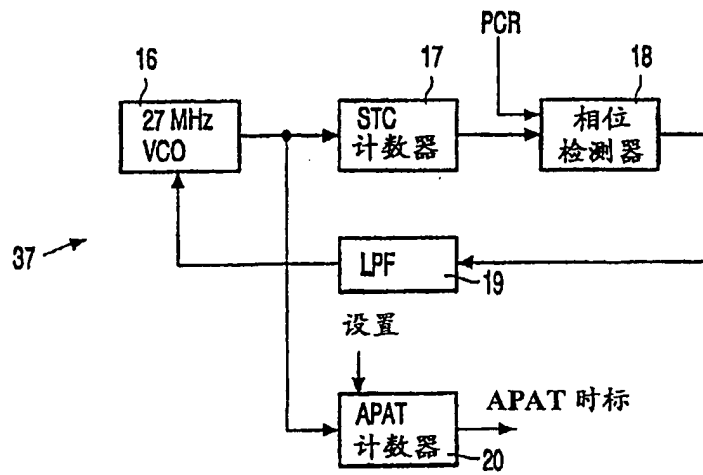 PCR
16
17
18
27 MHz
VCO
STC
计数器
相位
检测器
37
LPF
19
设置
APAT
计数器
APAT 时标
20